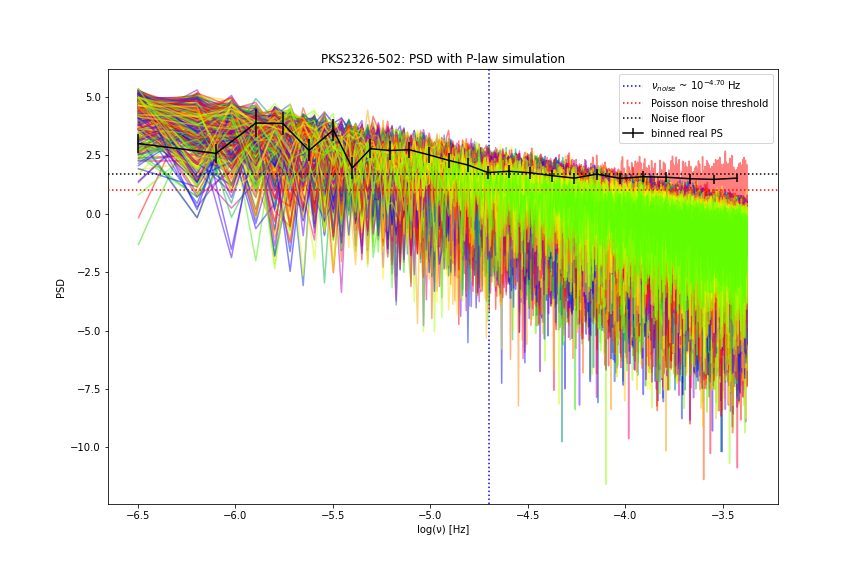 PKS2326-502: PSD with P-law simulation
ν_noise ~ 10^−4.70 Hz
Poisson noise threshold
Noise floor
binned real PS
5.0
2.5
0.0
−2.5
−5.0
−7.5
−10.0
PSD
−6.5 −6.0 −5.5 −5.0 −4.5 −4.0 −3.5
log(ν) [Hz]